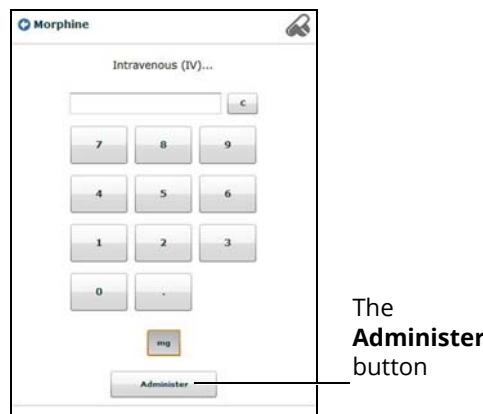 Morphine
Intravenous (IV)...
c
7 8 9
4 5 6
1 2 3
0 .
mg
Administer
The
Administer
button